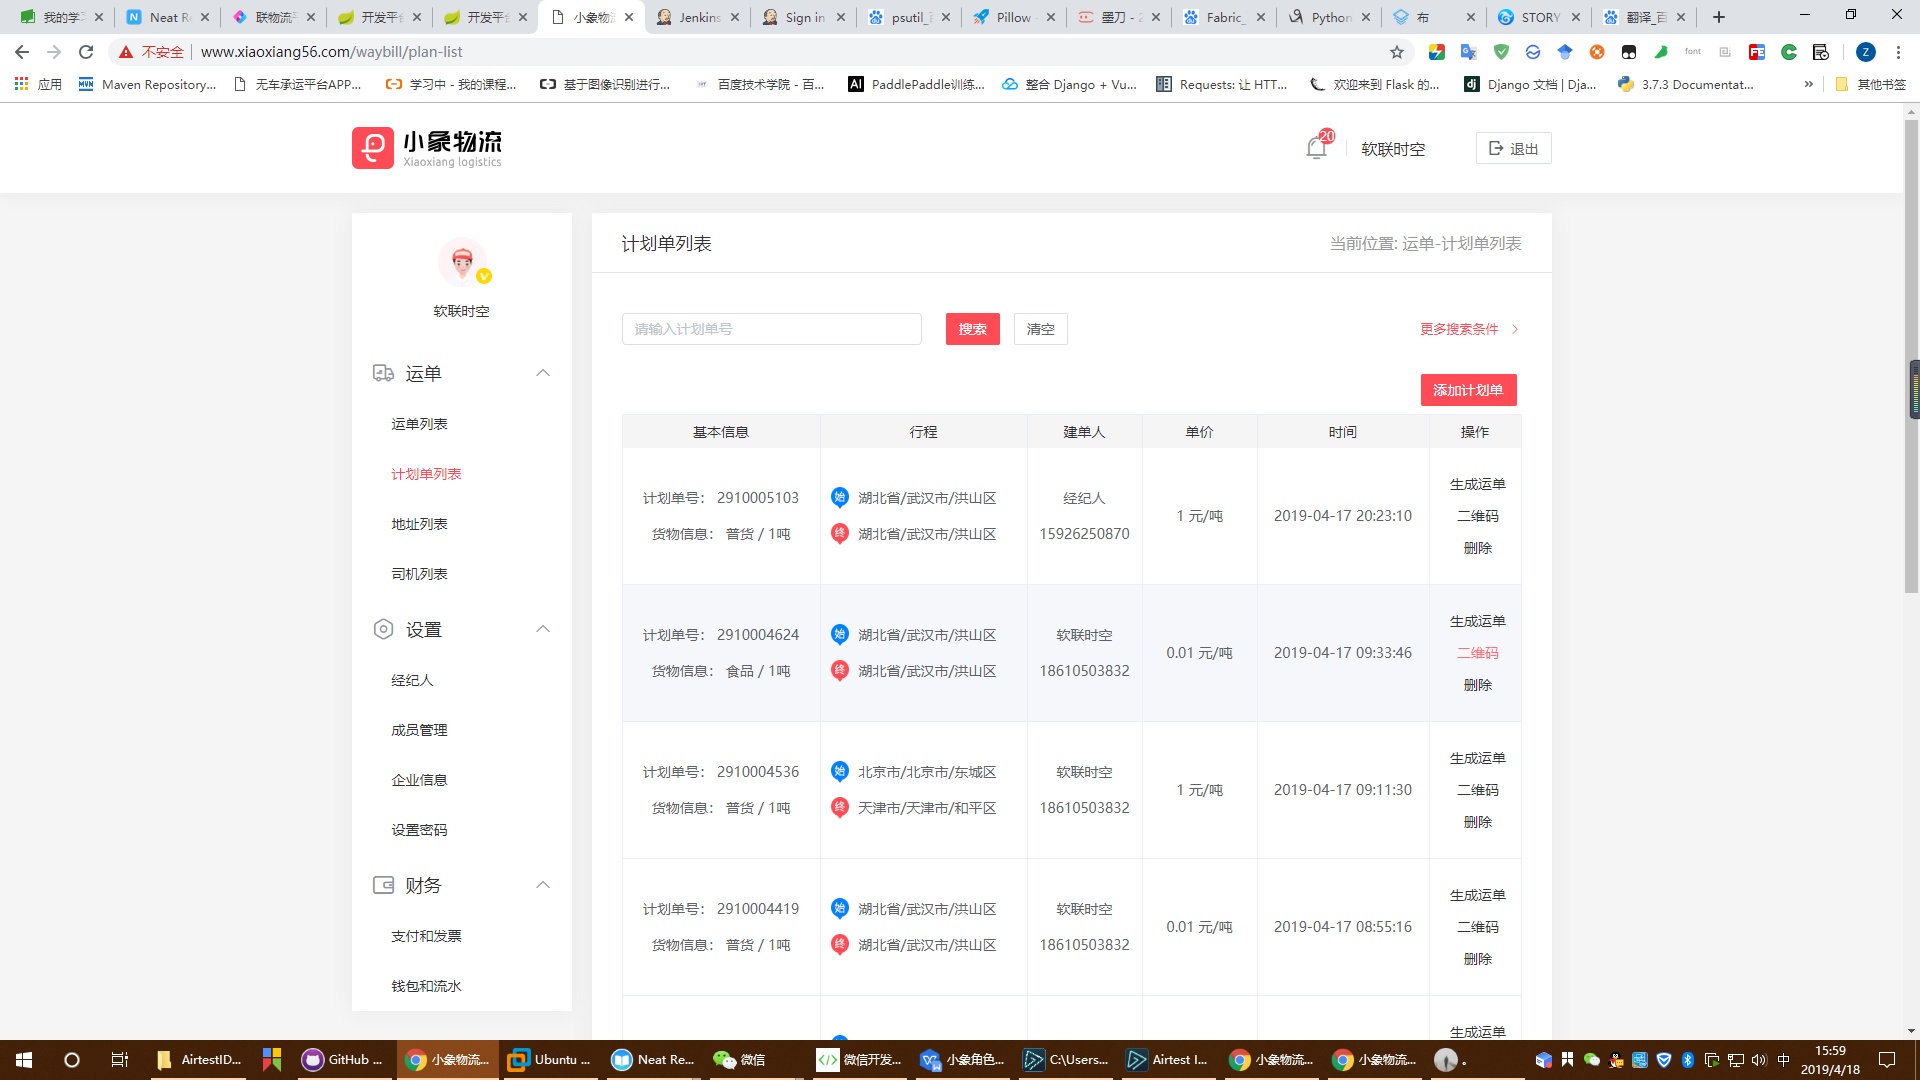 我的学
Neat R
联物流平
开发平台
开发平台
小象物流
Jenkins
Sign in
psutil_百
Pillow
墨刀 - 2
Fabric_
Python
布
STORY
翻译_百
不安全
www.xiaoxiang56.com/waybill/plan-list
应用
Maven Repository...
无车承运平台APP...
学习中 - 我的课程...
基于图像识别进行...
百度技术学院 - 百...
PaddlePaddle训练...
整合 Django + Vu...
Requests: 让 HTT...
欢迎来到 Flask 的...
Django 文档 | Dja...
3.7.3 Documentat...
»
其他书签
小象物流
Xiaoxiang logistics
20
软联时空
退出
软联时空
运单
运单列表
计划单列表
地址列表
司机列表
设置
经纪人
成员管理
企业信息
设置密码
财务
支付和发票
钱包和流水
计划单列表
当前位置: 运单-计划单列表
请输入计划单号
搜索
清空
更多搜索条件
添加计划单
基本信息 行程 建单人 单价 时间 操作
计划单号： 2910005103
货物信息： 普货 / 1吨
始 湖北省/武汉市/洪山区
终 湖北省/武汉市/洪山区
经纪人
15926250870
1 元/吨
2019-04-17 20:23:10
生成运单
二维码
删除
计划单号： 2910004624
货物信息： 食品 / 1吨
始 湖北省/武汉市/洪山区
终 湖北省/武汉市/洪山区
软联时空
18610503832
0.01 元/吨
2019-04-17 09:33:46
生成运单
二维码
删除
计划单号： 2910004536
货物信息： 普货 / 1吨
始 北京市/北京市/东城区
终 天津市/天津市/和平区
软联时空
18610503832
1 元/吨
2019-04-17 09:11:30
生成运单
二维码
删除
计划单号： 2910004419
货物信息： 普货 / 1吨
始 湖北省/武汉市/洪山区
终 湖北省/武汉市/洪山区
软联时空
18610503832
0.01 元/吨
2019-04-17 08:55:16
生成运单
二维码
删除
生成运单
AirtestID...
GitHub ...
小象物流...
Ubuntu ...
Neat Re...
微信
微信开发...
小象角色...
C:\Users...
Airtest I...
小象物流...
小象物流...
中
15:59
2019/4/18